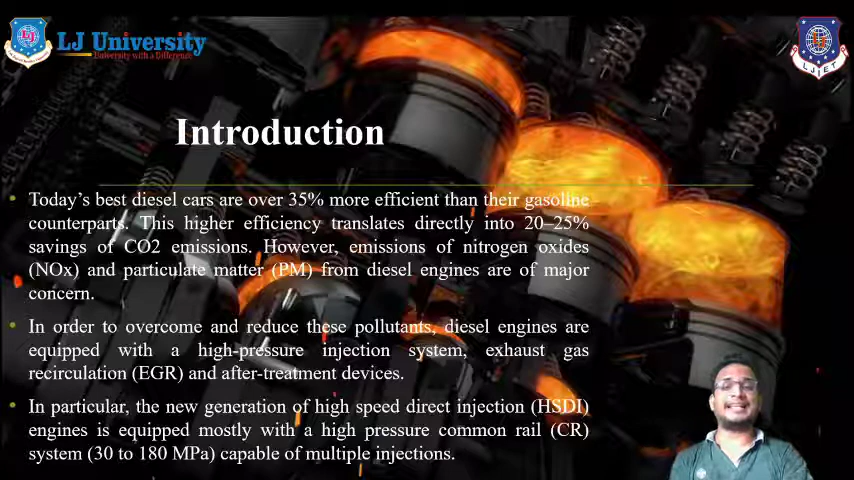 LJ University
University with a Difference
LJIET
Introduction
• Today's best diesel cars are over 35% more efficient than their gasoline
counterparts. This higher efficiency translates directly into 20–25%
savings of CO2 emissions. However, emissions of nitrogen oxides
(NOx) and particulate matter (PM) from diesel engines are of major
concern.
• In order to overcome and reduce these pollutants, diesel engines are
equipped with a high-pressure injection system, exhaust gas
recirculation (EGR) and after-treatment devices.
• In particular, the new generation of high speed direct injection (HSDI)
engines is equipped mostly with a high pressure common rail (CR)
system (30 to 180 MPa) capable of multiple injections.